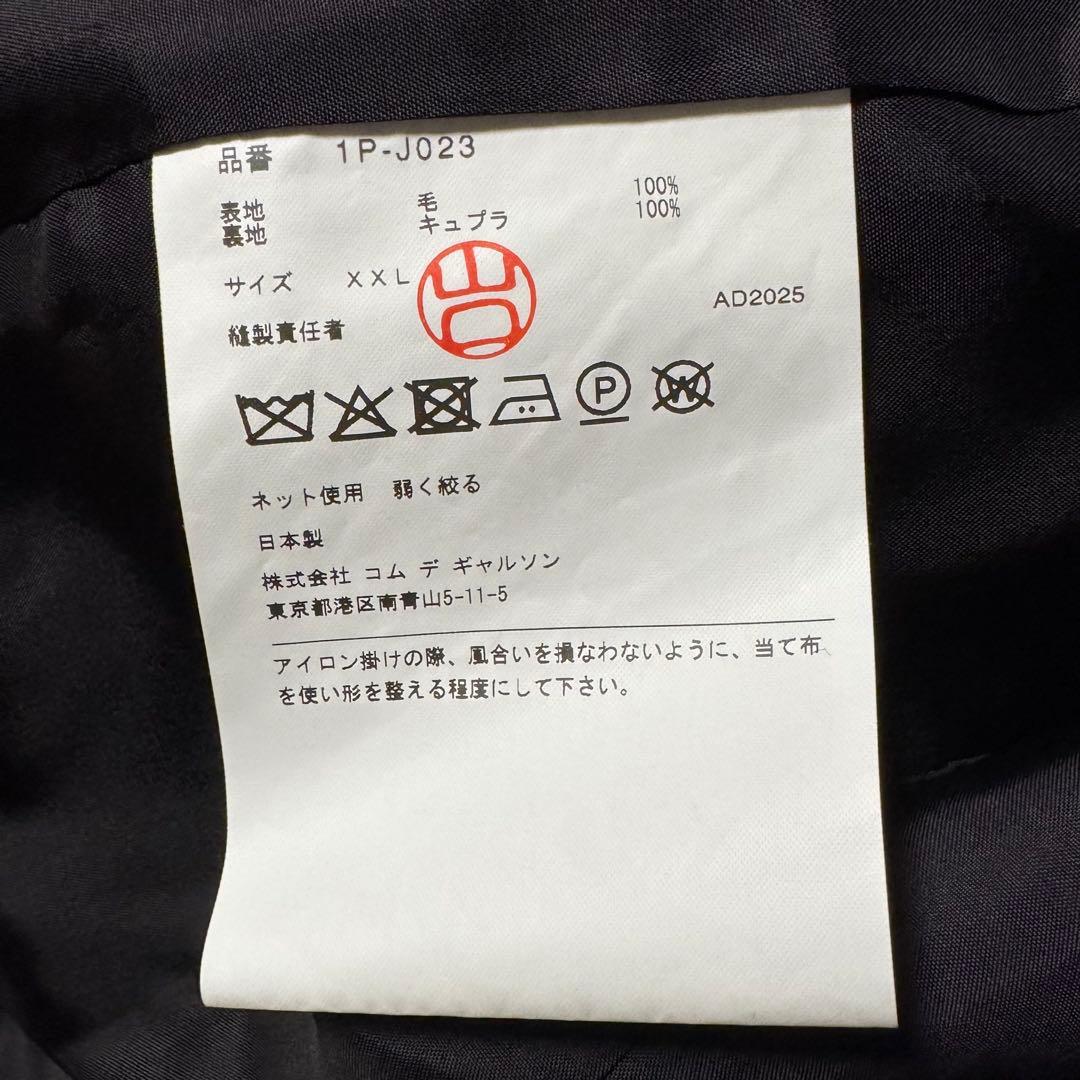 品番 1P-J023
表地 毛 100%
裏地 キュプラ 100%
サイズ XXL
AD2025
縫製責任者
P
W
ネット使用 弱く絞る
日本製
株式会社 コム デ ギャルソン
東京都港区南青山5-11-5
アイロン掛けの際、風合いを損なわないように、当て布
を使い形を整える程度にして下さい。